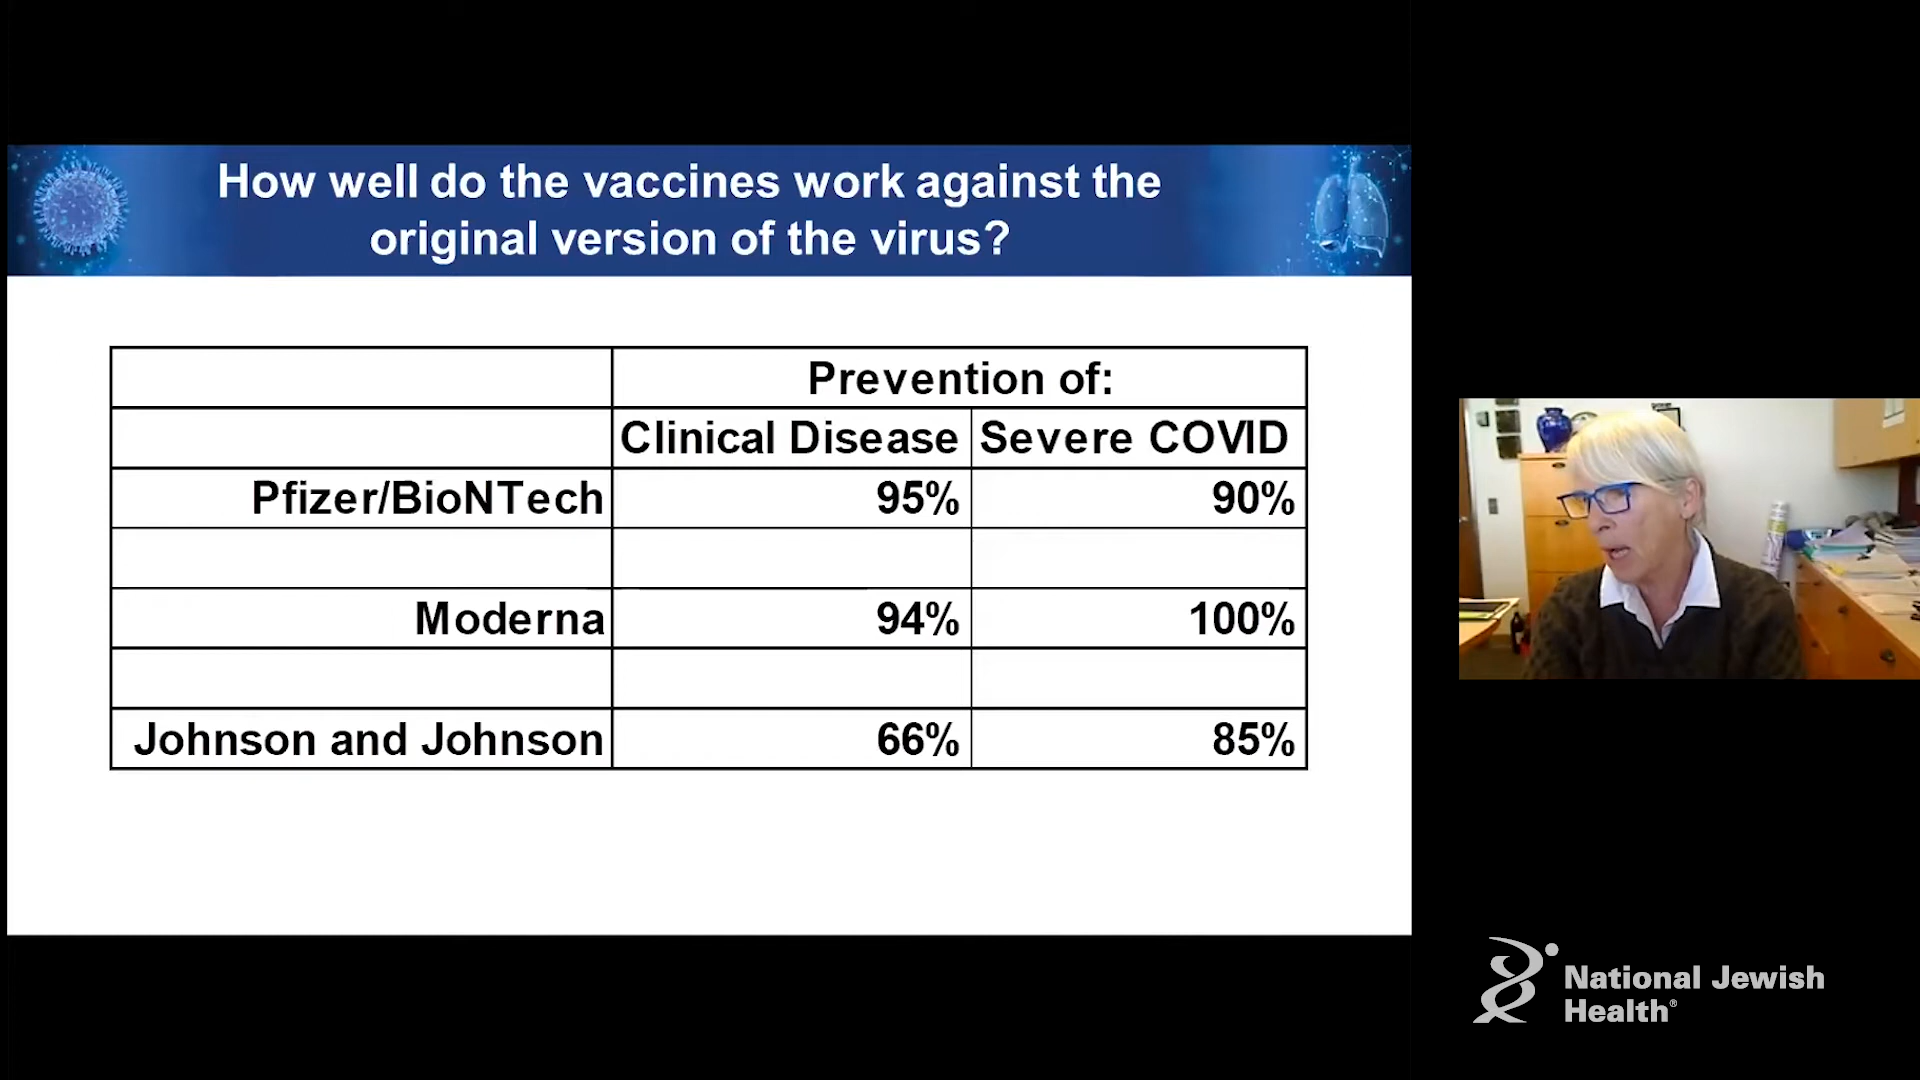 How well do the vaccines work against the
original version of the virus?
Prevention of:
Clinical Disease Severe COVID
Pfizer/BioNTech 95% 90%
Moderna 94% 100%
Johnson and Johnson 66% 85%
National Jewish
Health®